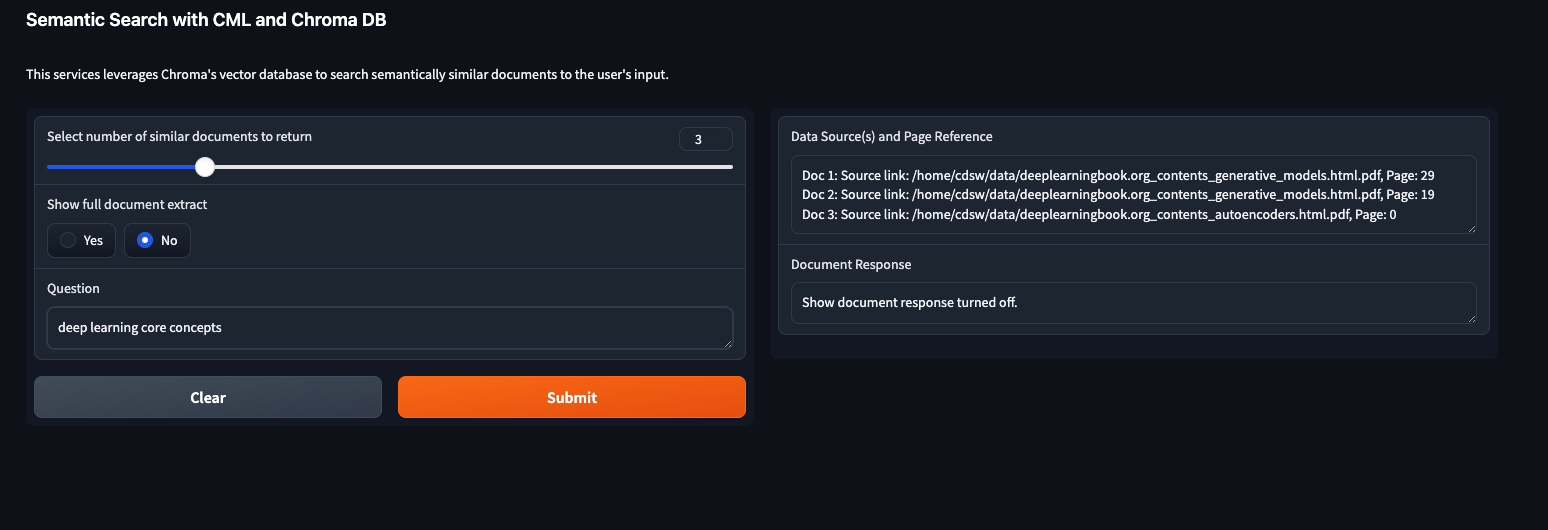 Semantic Search with CML and Chroma DB
This services leverages Chroma's vector database to search semantically similar documents to the user's input.
Select number of similar documents to return
3
Show full document extract
Yes
No
Question
deep learning core concepts
Clear
Submit
Data Source(s) and Page Reference
Doc 1: Source link: /home/cdsw/data/deeplearningbook.org_contents_generative_models.html.pdf, Page: 29
Doc 2: Source link: /home/cdsw/data/deeplearningbook.org_contents_generative_models.html.pdf, Page: 19
Doc 3: Source link: /home/cdsw/data/deeplearningbook.org_contents_autoencoders.html.pdf, Page: 0
Document Response
Show document response turned off.